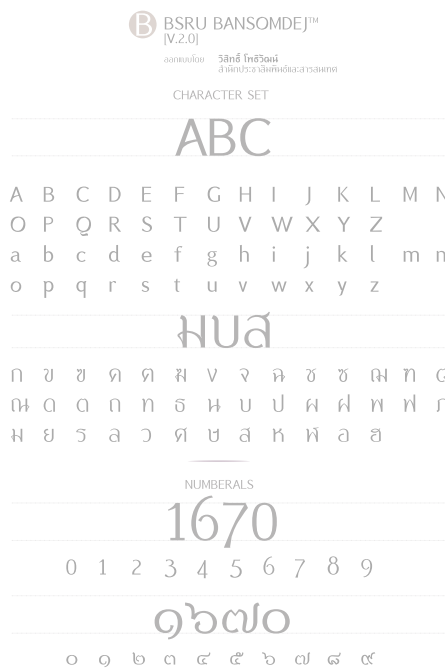 B BSRU BANSOMDEJ™
[V.2.0]
ออกแบบโดย วิสิทธิ์ โพธิวัฒน์
สำนักประชาสัมพันธ์และสารสนเทศ
CHARACTER SET
ABC
A B C D E F G H I J K L M N
O P Q R S T U V W X Y Z
a b c d e f g h i j k l m n
o p q r s t u v w x y z
มบส
ก ข ฃ ค ฅ ฆ ง จ ฉ ช ซ ฌ ฑ
ณ ด ต ถ ท ธ น บ ป ผ ฝ พ ฟ ภ
ม ย ร ล ว ศ ษ ส ห ฬ อ ฮ
NUMBERALS
1670
0 1 2 3 4 5 6 7 8 9
๑๖๗๐
๐ ๑ ๒ ๓ ๔ ๕ ๖ ๗ ๘ ๙